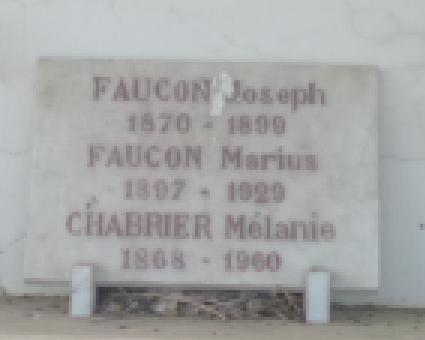 FAUCON Joseph
1870 - 1899
FAUCON Marius
1897 - 1929
CHABRIER Mélanie
1868 - 1960